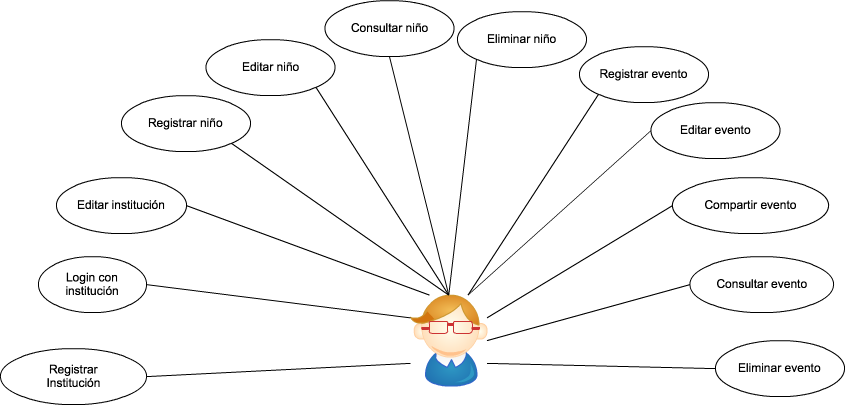 Consultar niño
Eliminar niño
Editar niño
Registrar evento
Registrar niño
Editar evento
Editar institución
Compartir evento
Login con
institución
Consultar evento
Registrar
Institución
Eliminar evento